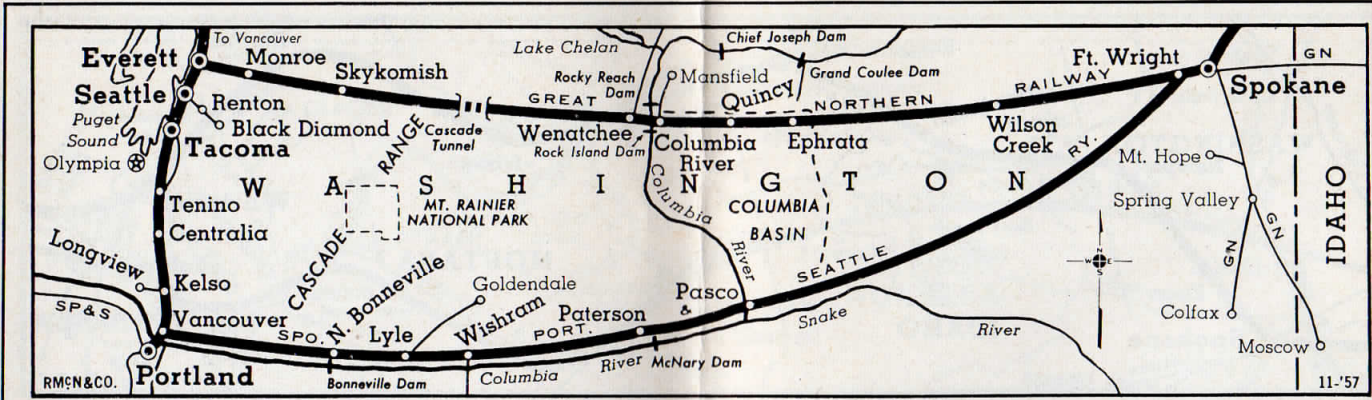 To Vancouver
Everett
Monroe
Skykomish
Seattle
Renton
Puget
Sound
Black Diamond
Olympia
Tacoma
Lake Chelan
Chief Joseph Dam
Rocky Reach
Dam
Mansfield
Grand Coulee Dam
Quincy
GREAT NORTHERN RAILWAY
Ft. Wright
GN
Spokane
Cascade
Tunnel
Wenatchee
Rock Island Dam
Columbia
River
Ephrata
Wilson
Creek
CASCADE RANGE
WASHINGTON
MT. RAINIER
NATIONAL PARK
COLUMBIA
BASIN
Columbia River
Mt. Hope
Spring Valley
GN
GN
IDAHO
Colfax
Moscow
N
W E
S
Tenino
Centralia
Longview
Kelso
Vancouver
SP&S
Portland
SPO. PORT. & SEATTLE RY.
N. Bonneville
Lyle
Goldendale
Wishram
Paterson
Pasco
Snake River
Bonneville Dam
Columbia River
McNary Dam
RMCN&CO.
11-'57